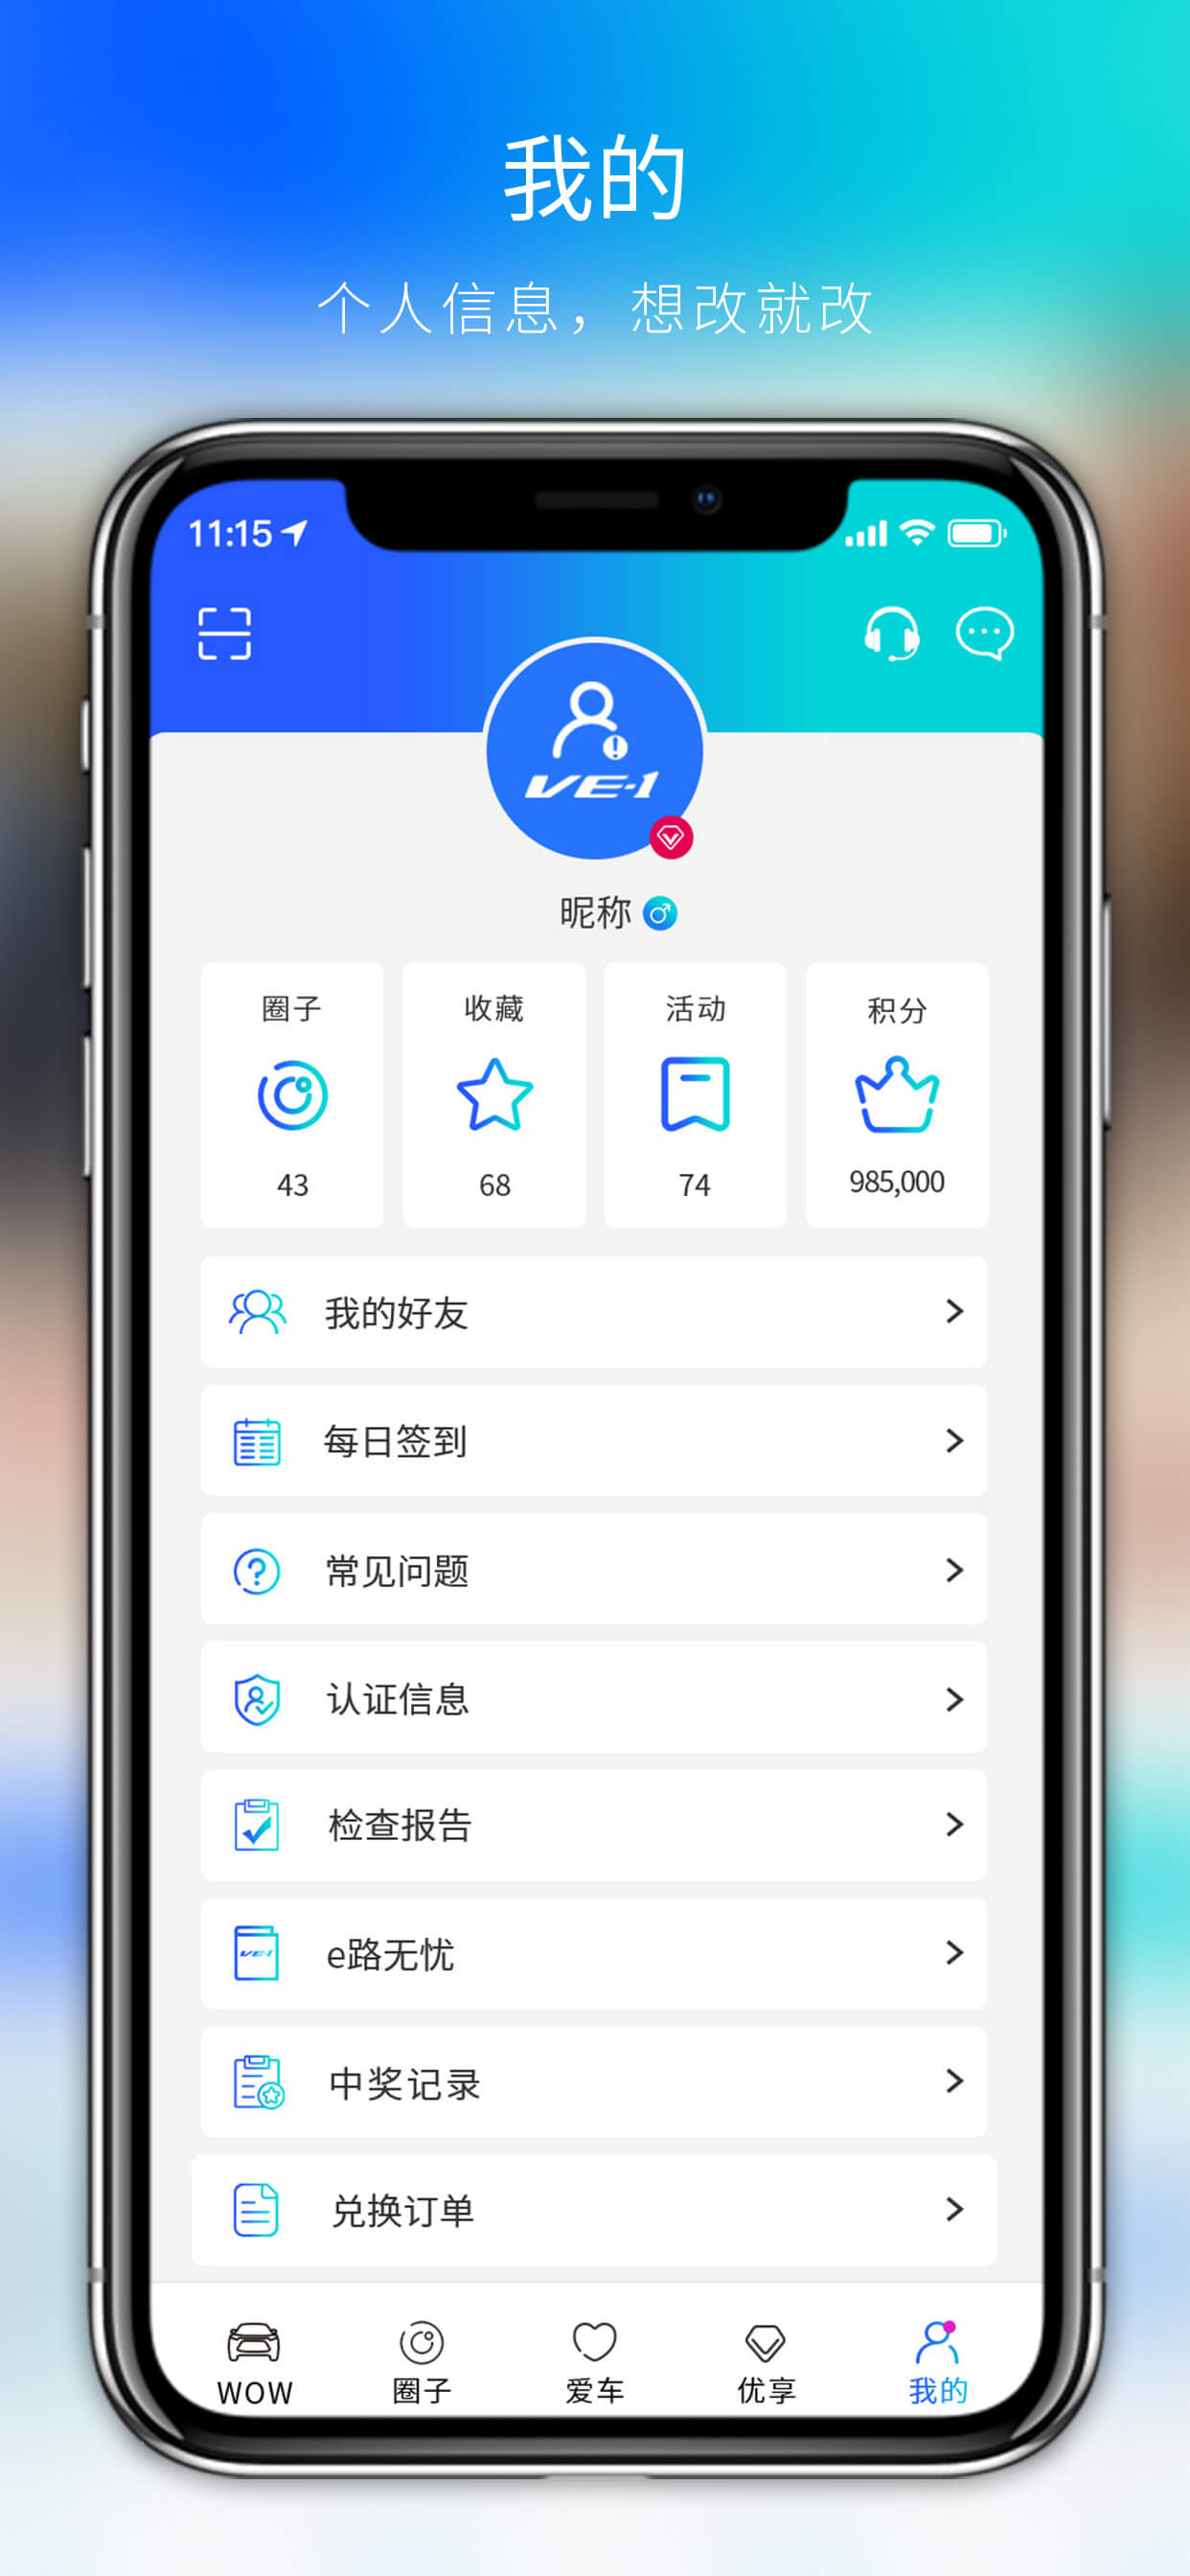 我的
个人信息，想改就改
11:15
VE-1
昵称
圈子 收藏 活动 积分
43 68 74 985,000
我的好友
每日签到
常见问题
认证信息
检查报告
VE-1
e路无忧
中奖记录
兑换订单
WOW 圈子 爱车 优享 我的